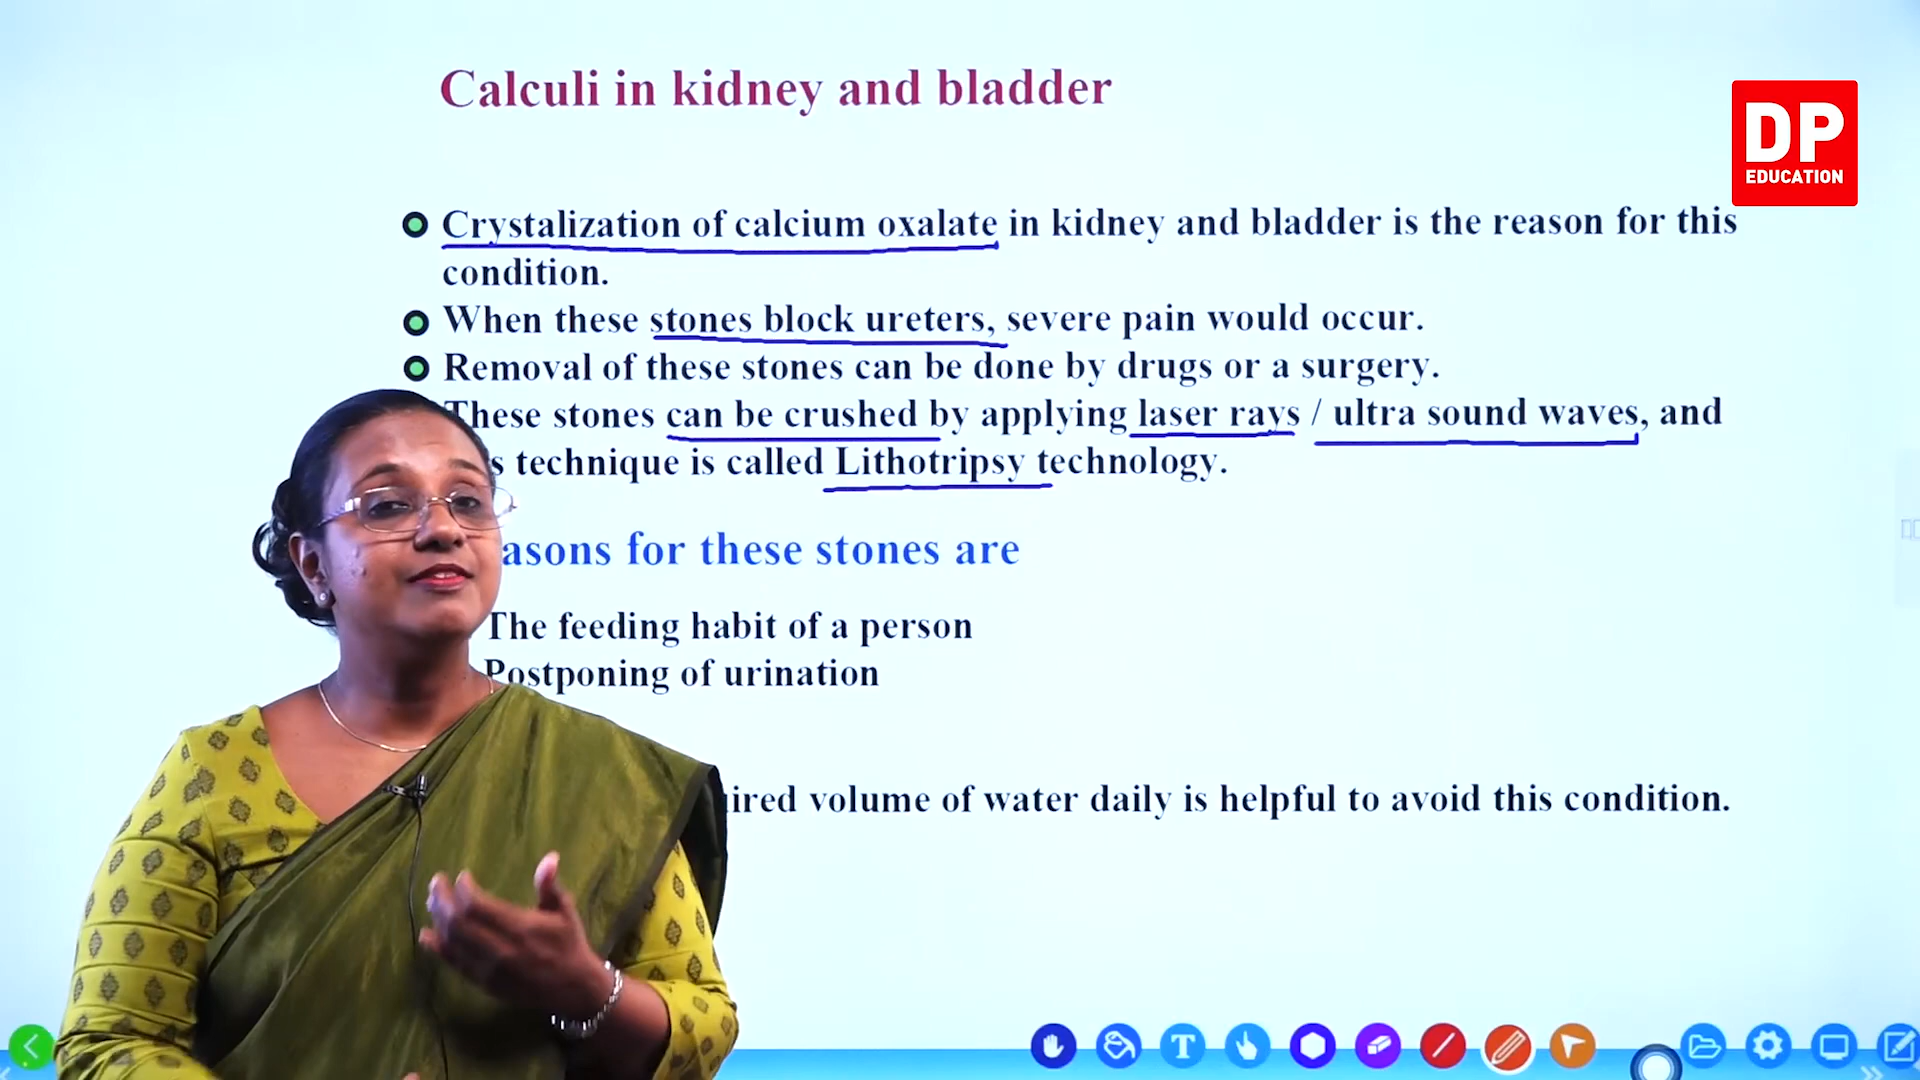 Calculi in kidney and bladder
DP
EDUCATION
Crystalization of calcium oxalate in kidney and bladder is the reason for this
condition.
When these stones block ureters, severe pain would occur.
Removal of these stones can be done by drugs or a surgery.
These stones can be crushed by applying laser rays / ultra sound waves, and
s technique is called Lithotripsy technology.
asons for these stones are
The feeding habit of a person
Postponing of urination
ired volume of water daily is helpful to avoid this condition.